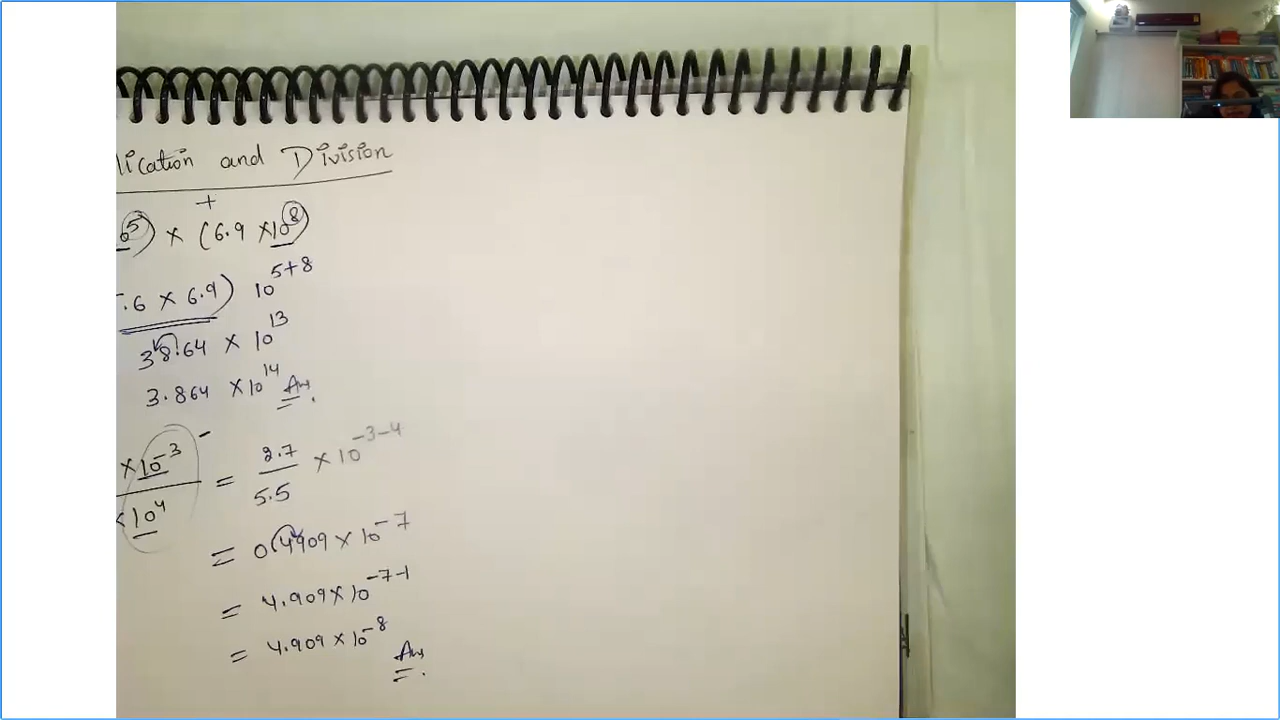 lication and Division
+
0^5) × (6.9 × 10^8)
.6 × 6.9) 10^5+8
38.64 × 10^13
3.864 × 10^14 Ans.
× 10^-3 / × 10^4 = 2.7 / 5.5 × 10^-3-4
= 0.4909 × 10^-7
= 4.909 × 10^-7-1
= 4.909 × 10^-8
Ans.